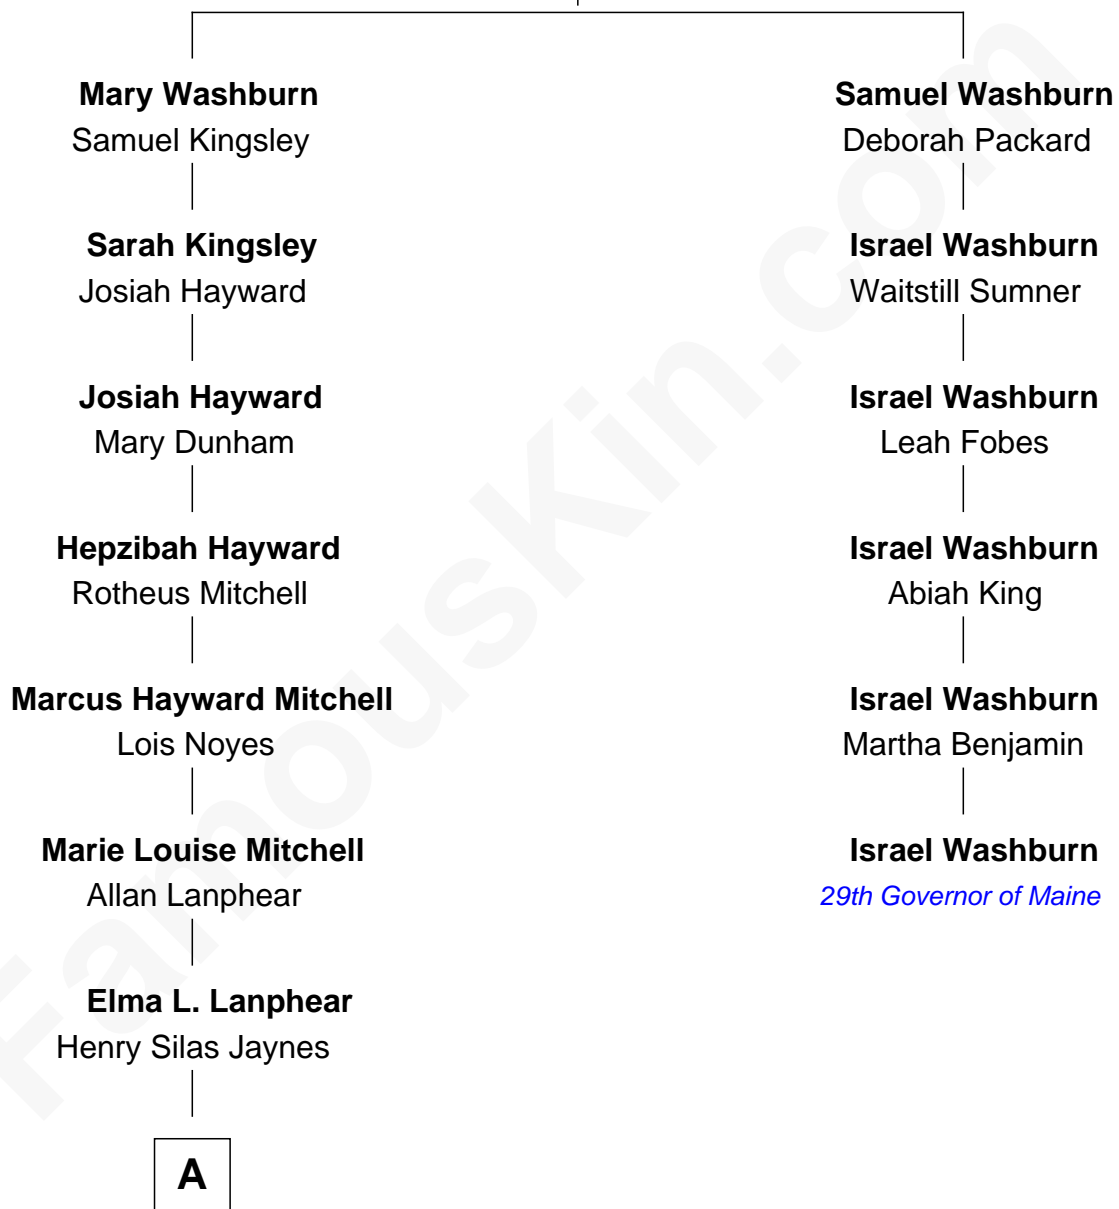 Mary Washburn
Samuel Kingsley
Sarah Kingsley
Josiah Hayward
Josiah Hayward
Mary Dunham
Hepzibah Hayward
Rotheus Mitchell
Marcus Hayward Mitchell
Lois Noyes
Marie Louise Mitchell
Allan Lanphear
Elma L. Lanphear
Henry Silas Jaynes
A
Samuel Washburn
Deborah Packard
Israel Washburn
Waitstill Sumner
Israel Washburn
Leah Fobes
Israel Washburn
Abiah King
Israel Washburn
Martha Benjamin
Israel Washburn
29th Governor of Maine
FamousKin.com